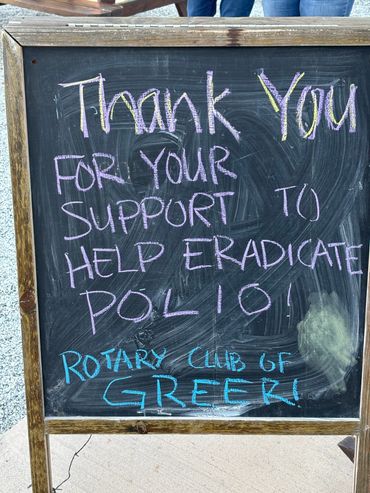 Thank You
FOR YOUR
SUPPORT TO
HELP ERADICATE
POLIO!
ROTARY CLUB OF
GREER!